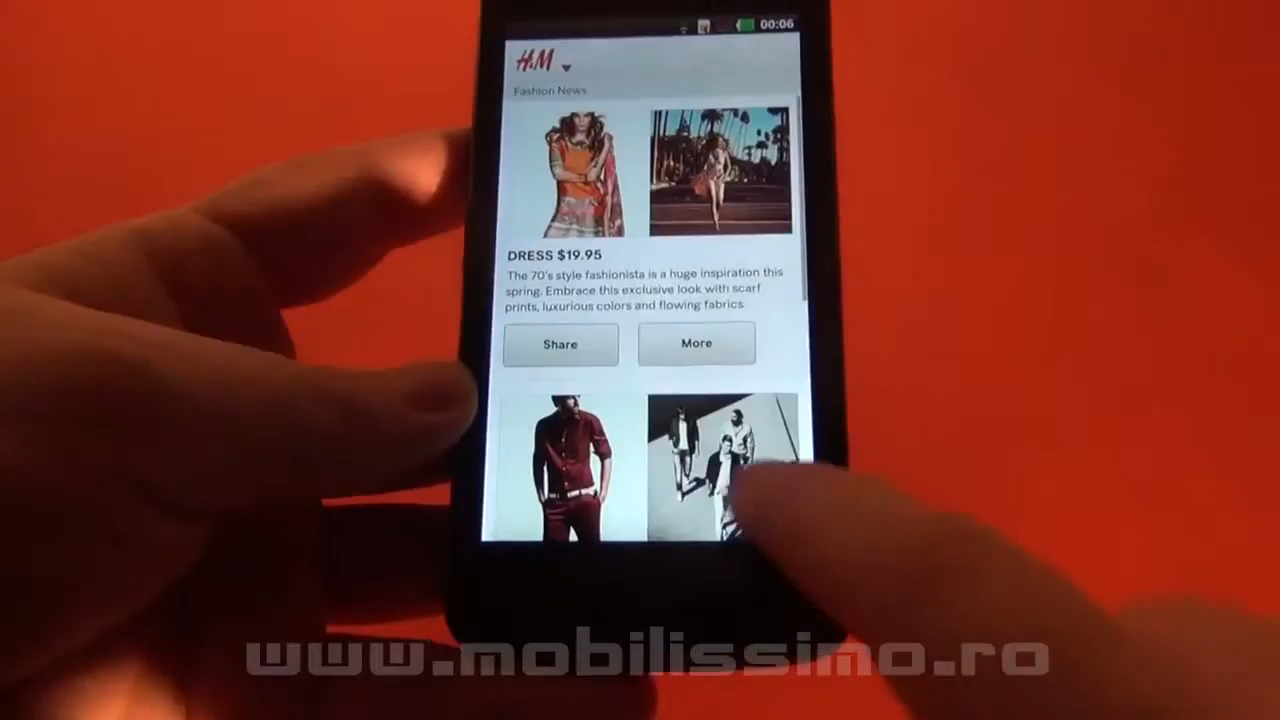 00:06
H&M
Fashion News
DRESS $19.95
The 70's style fashionista is a huge inspiration this
spring. Embrace this exclusive look with scarf
prints, luxurious colors and flowing fabrics
Share
More
www.mobilissimo.ro